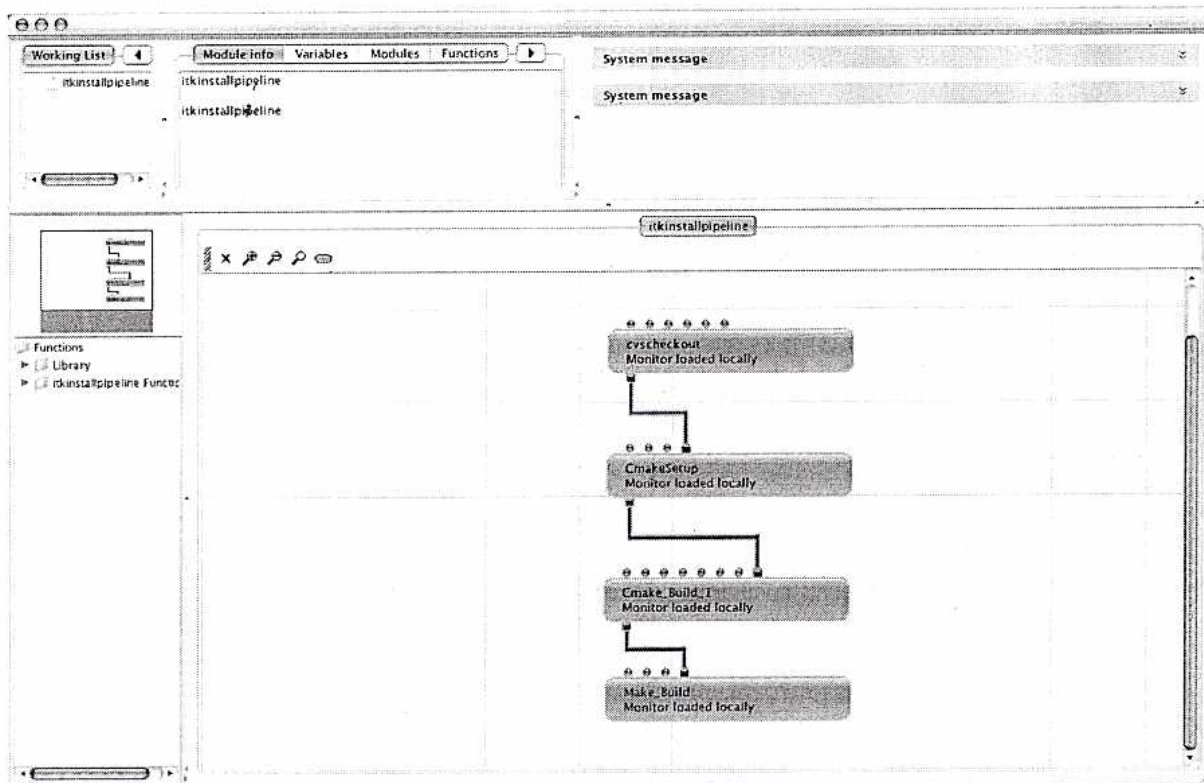 Working List
itkinstallpipeline
Module info Variables Modules Functions
itkinstallpipeline
itkinstallpipeline
System message
System message
itkinstallpipeline
Functions
Library
itkinstallpipeline Functio
cvscheckout
Monitor loaded locally
CmakeSetup
Monitor loaded locally
Cmake_Build_1
Monitor loaded locally
Make_Build
Monitor loaded locally